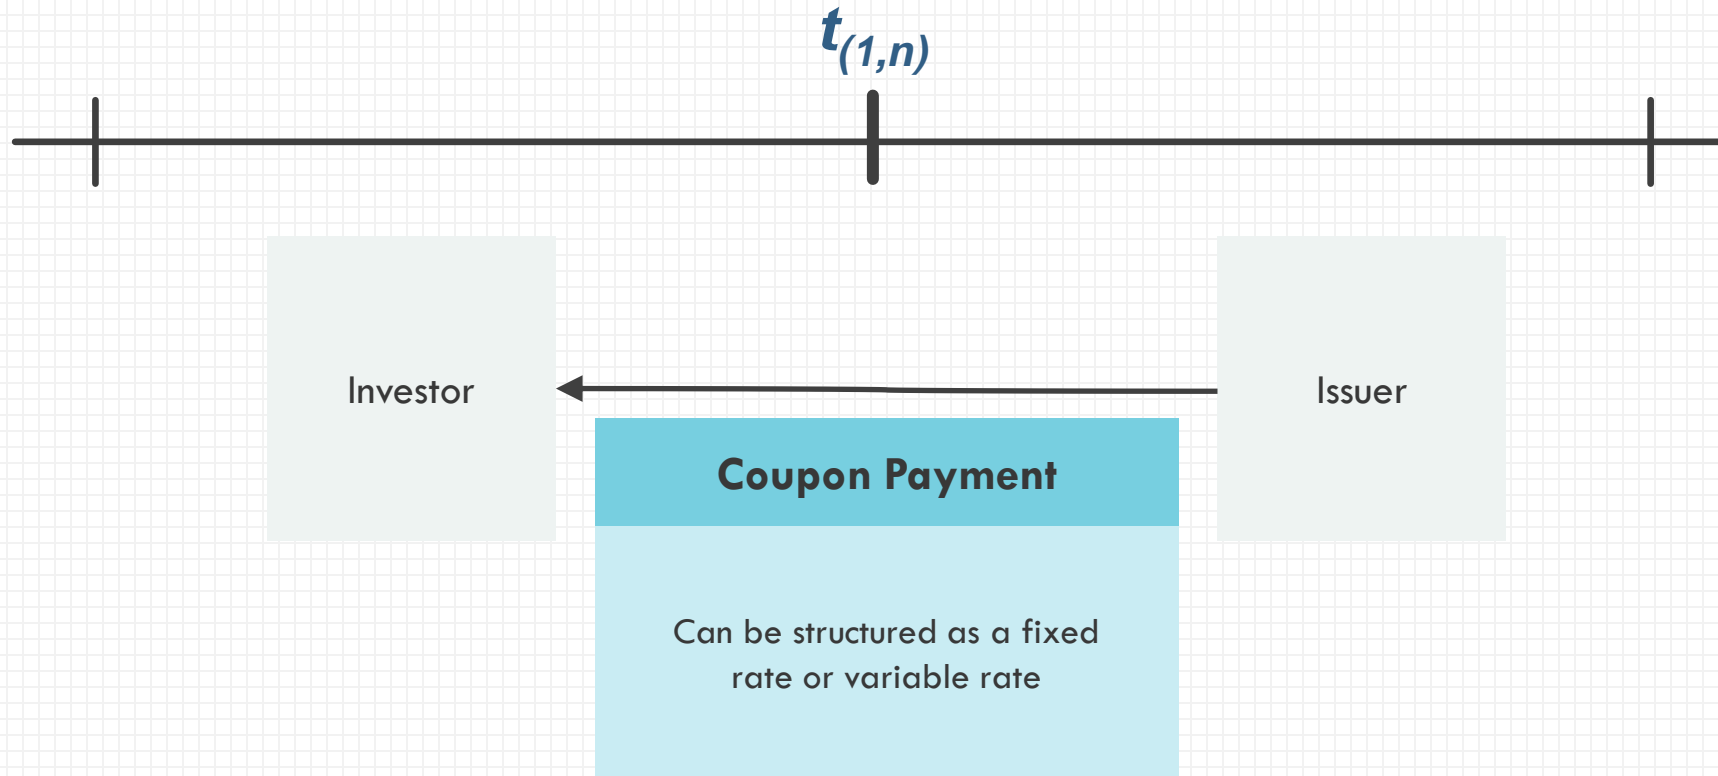 t(1,n)
Investor
Issuer
Coupon Payment
Can be structured as a fixed
rate or variable rate